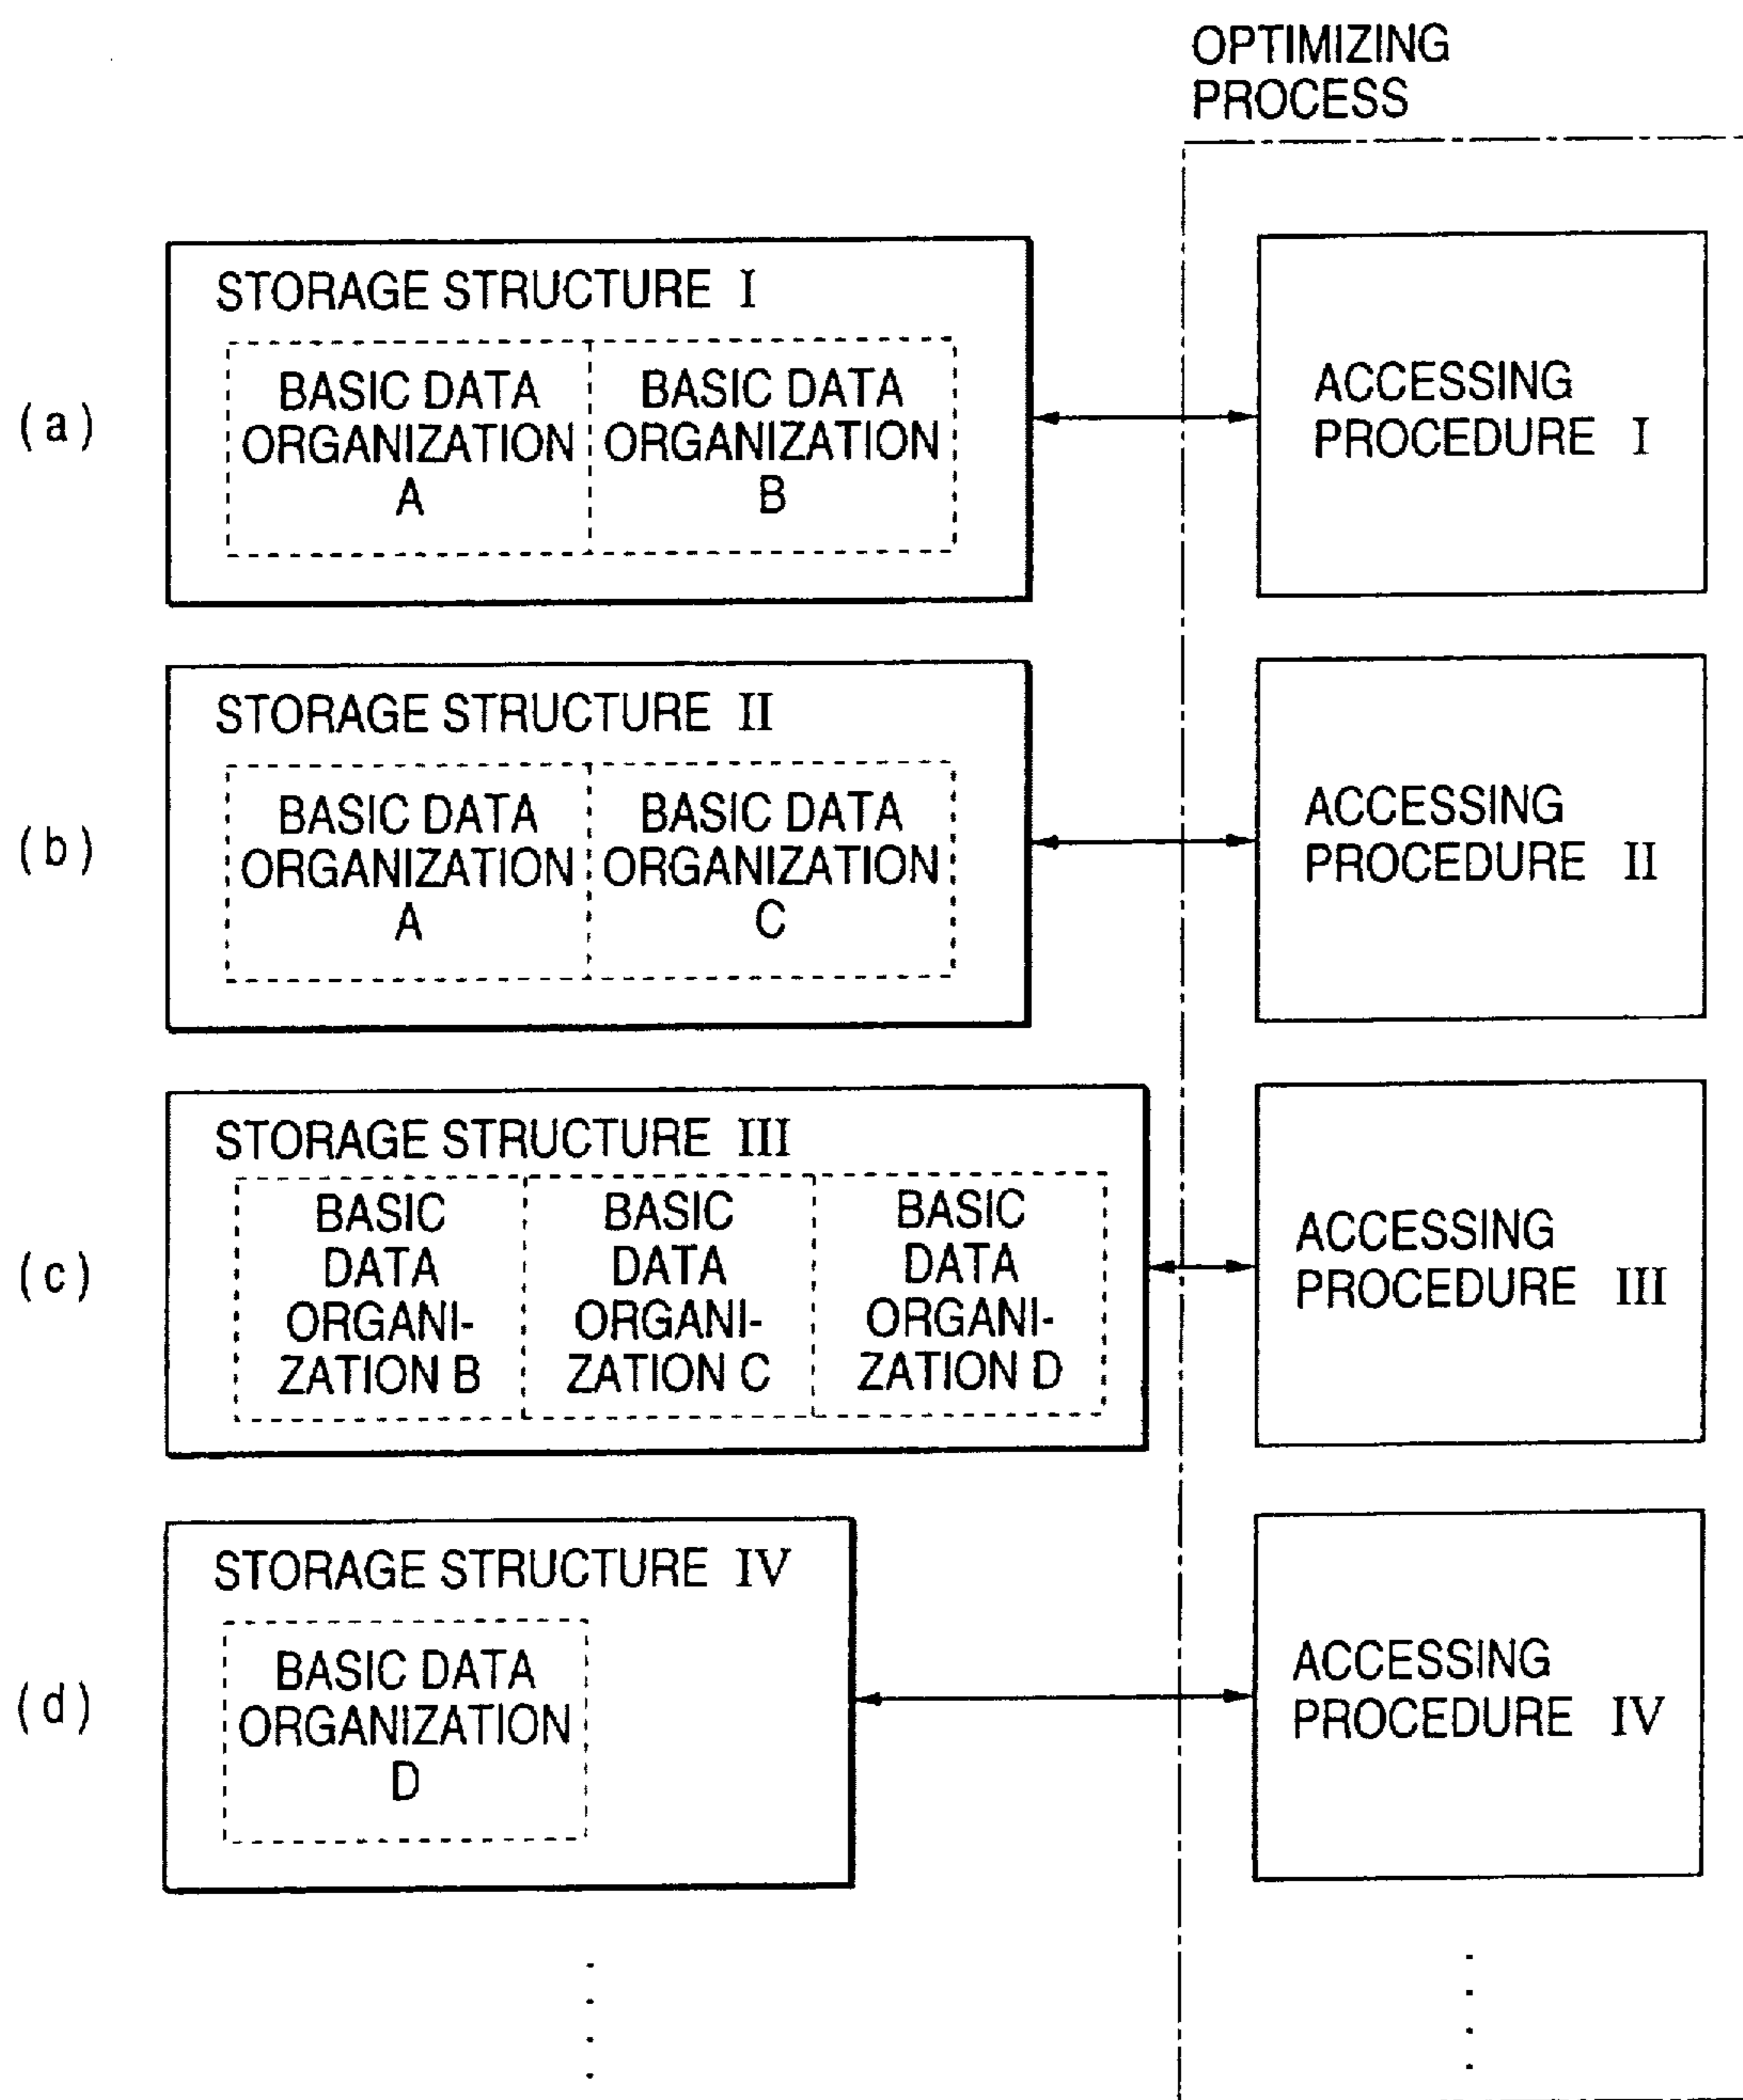 OPTIMIZING
PROCESS
(a)
STORAGE STRUCTURE I
BASIC DATA
ORGANIZATION
A
BASIC DATA
ORGANIZATION
B
ACCESSING
PROCEDURE I
(b)
STORAGE STRUCTURE II
BASIC DATA
ORGANIZATION
A
BASIC DATA
ORGANIZATION
C
ACCESSING
PROCEDURE II
(c)
STORAGE STRUCTURE III
BASIC
DATA
ORGANI-
ZATION B
BASIC
DATA
ORGANI-
ZATION C
BASIC
DATA
ORGANI-
ZATION D
ACCESSING
PROCEDURE III
(d)
STORAGE STRUCTURE IV
BASIC DATA
ORGANIZATION
D
ACCESSING
PROCEDURE IV